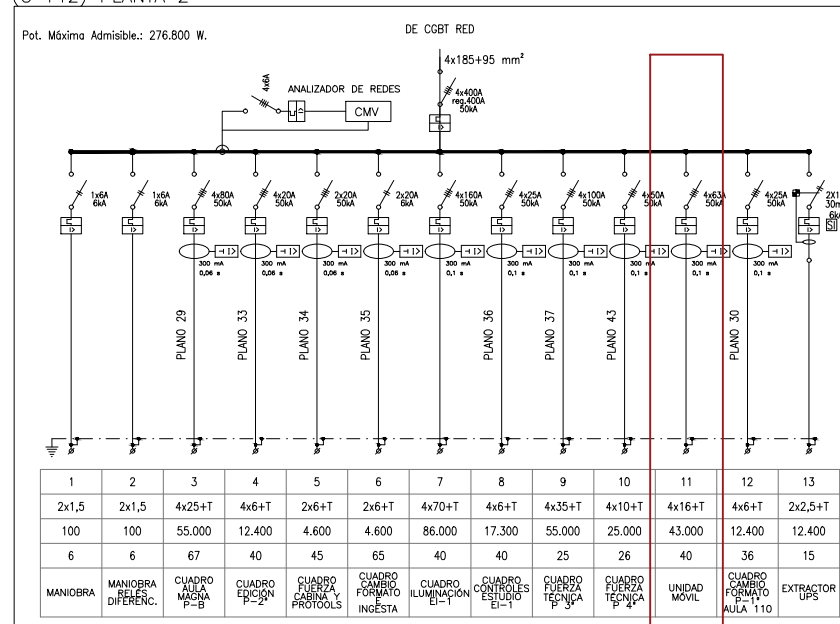 Pot. Máxima Admisible.: 276.800 W.
DE CGBT RED
4x185+95 mm²
4x6A
ANALIZADOR DE REDES
CMV
4x400A
reg.400A
50kA
1x6A
6kA
1x6A
6kA
4x80A
50kA
4x20A
50kA
2x20A
50kA
2x20A
6kA
4x160A
50kA
4x25A
50kA
4x100A
50kA
4x50A
50kA
4x63A
50kA
4x25A
50kA
SI
300 mA
0,06 s
300 mA
0,06 s
300 mA
0,06 s
300 mA
0,06 s
300 mA
0,1 s
300 mA
0,1 s
300 mA
0,1 s
300 mA
0,1 s
300 mA
0,1 s
300 mA
0,1 s
PLANO 29
PLANO 33
PLANO 34
PLANO 35
PLANO 36
PLANO 37
PLANO 43
PLANO 30
1 2 3 4 5 6 7 8 9 10 11 12 13
2x1,5 2x1,5 4x25+T 4x6+T 2x6+T 2x6+T 4x70+T 4x6+T 4x35+T 4x10+T 4x16+T 4x6+T 2x2,5+T
100 100 55.000 12.400 4.600 4.600 86.000 17.300 55.000 25.000 43.000 12.400 12.400
6 6 67 40 45 65 40 40 25 26 40 36 15
MANIOBRA
MANIOBRA
RELÉS
DIFERENC.
CUADRO
AULA
MAGNA
P-B
CUADRO
EDICIÓN
P-2ª
CUADRO
FUERZA
CABINA Y
PROTOOLS
CUADRO
CAMBIO
FORMATO
E
INGESTA
CUADRO
ILUMINACIÓN
EI-1
CUADRO
CONTROLES
ESTUDIO
EI-1
CUADRO
FUERZA
TÉCNICA
P 3ª
CUADRO
FUERZA
TÉCNICA
P 4ª
UNIDAD
MÓVIL
CUADRO
CAMBIO
FORMATO
P-1ª
AULA 110
EXTRACTOR
UPS